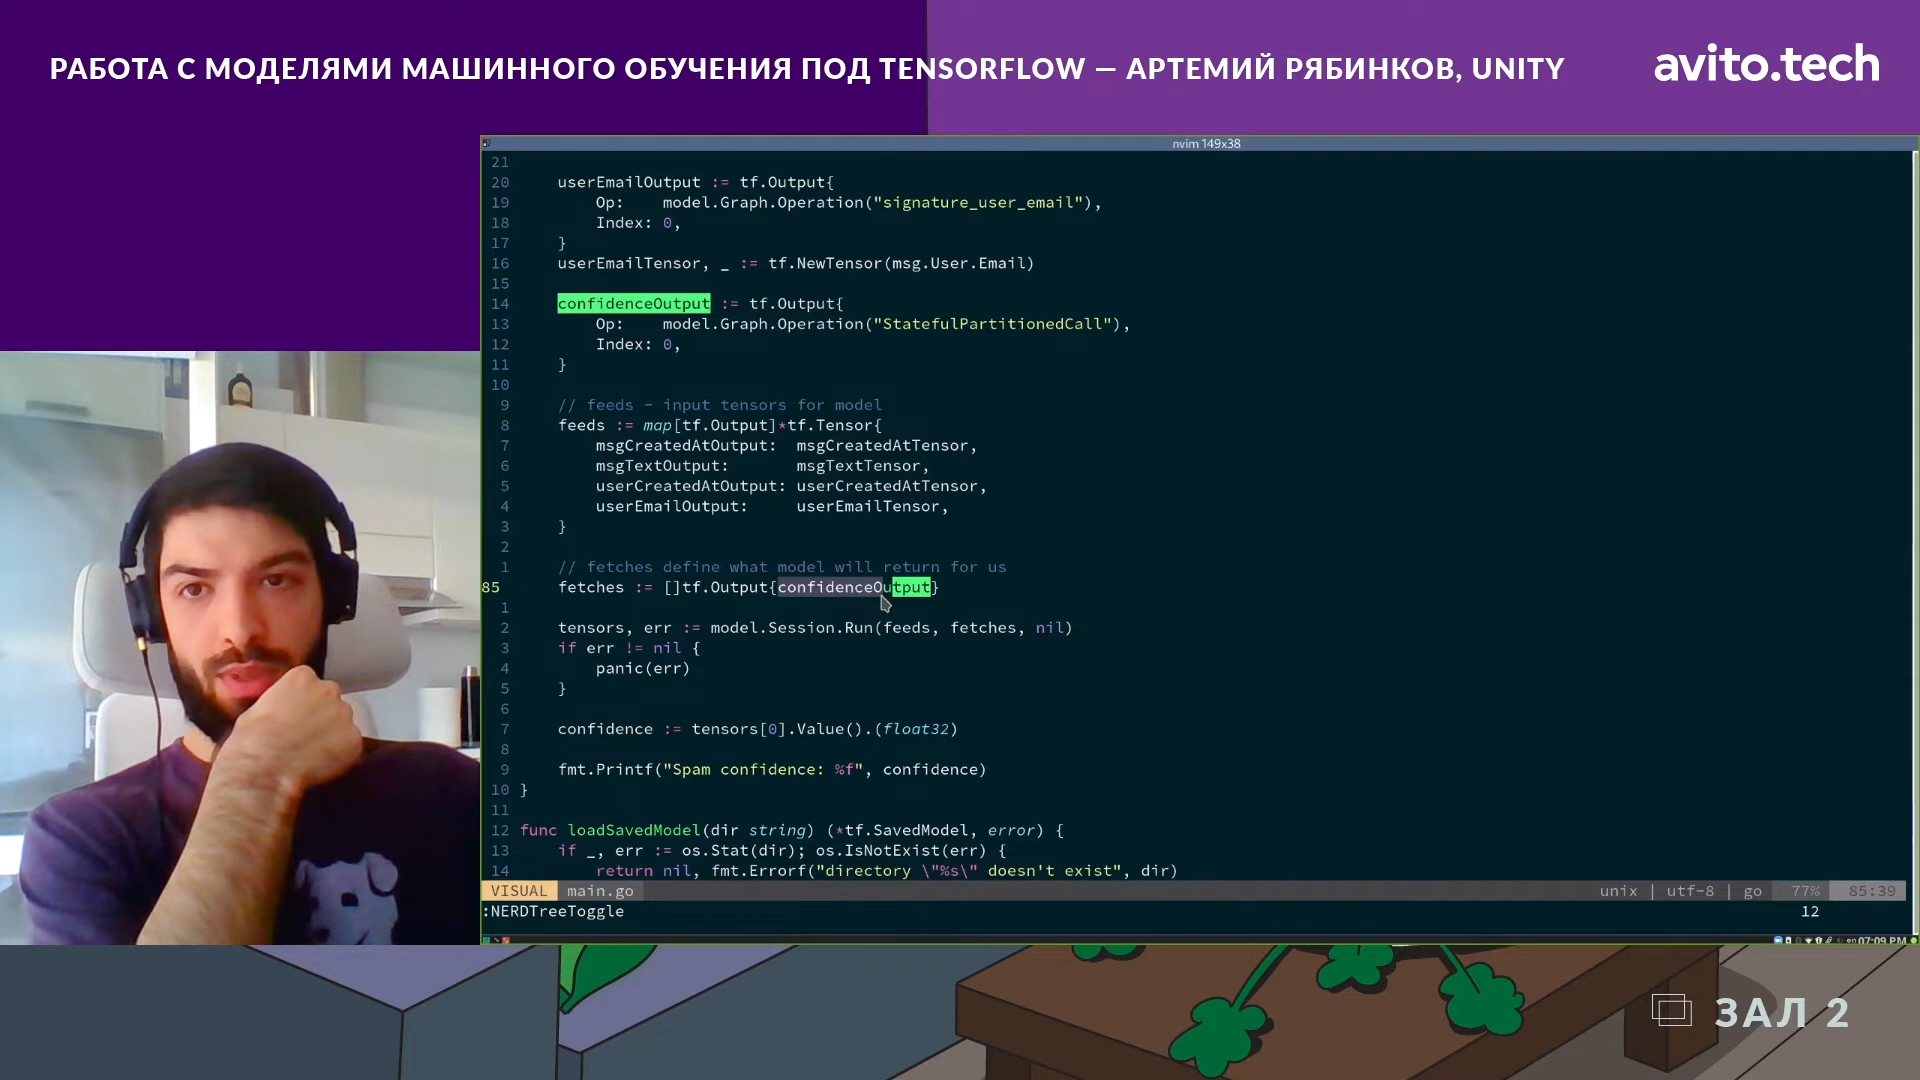 РАБОТА С МОДЕЛЯМИ МАШИННОГО ОБУЧЕНИЯ ПОД TENSORFLOW — АРТЕМИЙ РЯБИНКОВ, UNITY
avito.tech
nvim 149x38
21
20 userEmailOutput := tf.Output{
19 Op: model.Graph.Operation("signature_user_email"),
18 Index: 0,
17 }
16 userEmailTensor, _ := tf.NewTensor(msg.User.Email)
15
14 confidenceOutput := tf.Output{
13 Op: model.Graph.Operation("StatefulPartitionedCall"),
12 Index: 0,
11 }
10
9 // feeds - input tensors for model
8 feeds := map[tf.Output]*tf.Tensor{
7 msgCreatedAtOutput: msgCreatedAtTensor,
6 msgTextOutput: msgTextTensor,
5 userCreatedAtOutput: userCreatedAtTensor,
4 userEmailOutput: userEmailTensor,
3 }
2
1 // fetches define what model will return for us
85 fetches := []tf.Output{confidenceOutput}
1
2 tensors, err := model.Session.Run(feeds, fetches, nil)
3 if err != nil {
4 panic(err)
5 }
6
7 confidence := tensors[0].Value().(float32)
8
9 fmt.Printf("Spam confidence: %f", confidence)
10 }
11
12 func loadSavedModel(dir string) (*tf.SavedModel, error) {
13 if _, err := os.Stat(dir); os.IsNotExist(err) {
14 return nil, fmt.Errorf("directory \"%s\" doesn't exist", dir)
VISUAL main.go unix | utf-8 | go 77% 85:39
:NERDTreeToggle 12
en 07:09 PM
ЗАЛ 2